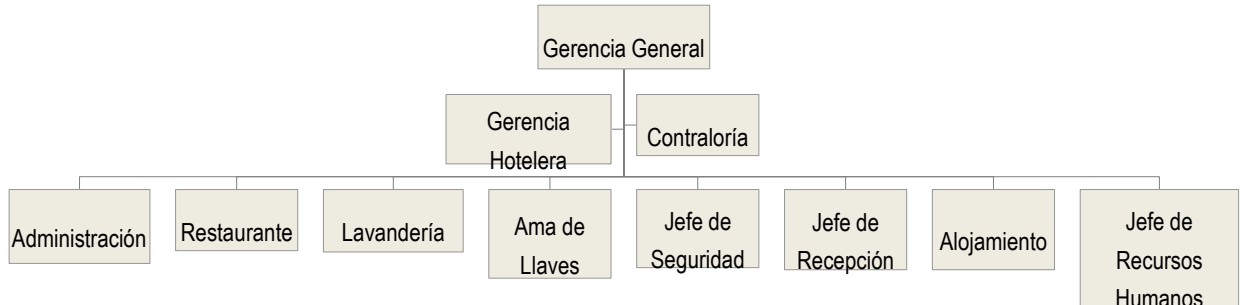 Gerencia General
Gerencia
Hotelera
Contraloría
Administración
Restaurante
Lavandería
Ama de
Llaves
Jefe de
Seguridad
Jefe de
Recepción
Alojamiento
Jefe de
Recursos
Humanos